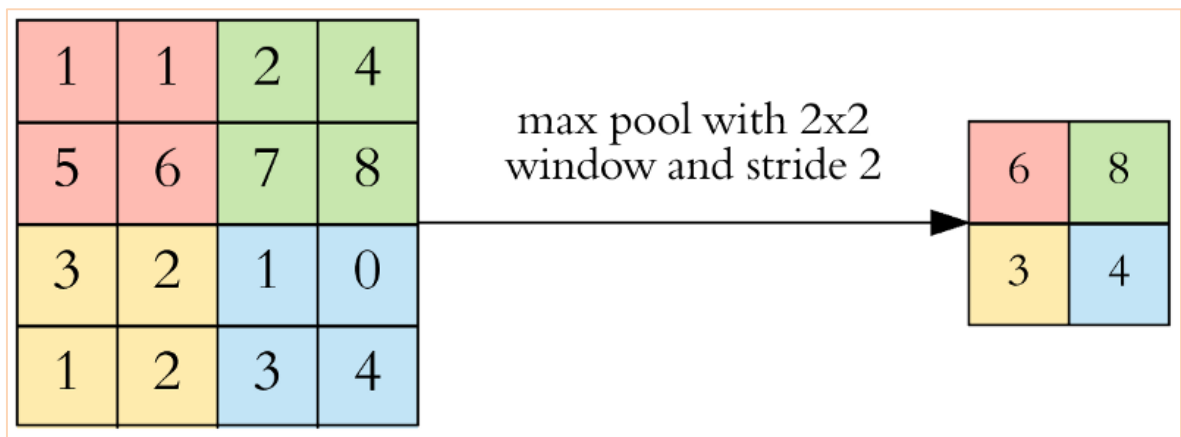 1 1 2 4
5 6 7 8
3 2 1 0
1 2 3 4
max pool with 2x2
window and stride 2
6 8
3 4